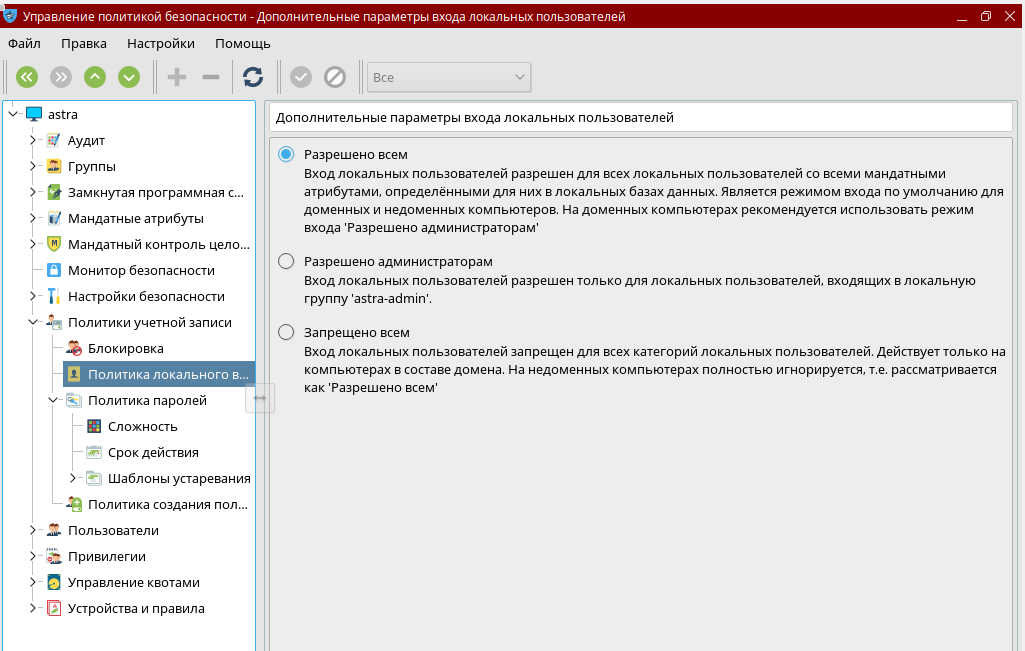 Управление политикой безопасности - Дополнительные параметры входа локальных пользователей
Файл Правка Настройки Помощь
Все
astra
Аудит
Группы
Замкнутая программная с...
Мандатные атрибуты
Мандатный контроль цело...
Монитор безопасности
Настройки безопасности
Политики учетной записи
Блокировка
Политика локального в...
Политика паролей
Сложность
Срок действия
Шаблоны устаревания
Политика создания пол...
Пользователи
Привилегии
Управление квотами
Устройства и правила
Дополнительные параметры входа локальных пользователей
Разрешено всем
Вход локальных пользователей разрешен для всех локальных пользователей со всеми мандатными
атрибутами, определёнными для них в локальных базах данных. Является режимом входа по умолчанию для
доменных и недоменных компьютеров. На доменных компьютерах рекомендуется использовать режим
входа 'Разрешено администраторам'
Разрешено администраторам
Вход локальных пользователей разрешен только для локальных пользователей, входящих в локальную
группу 'astra-admin'.
Запрещено всем
Вход локальных пользователей запрещен для всех категорий локальных пользователей. Действует только на
компьютерах в составе домена. На недоменных компьютерах полностью игнорируется, т.е. рассматривается
как 'Разрешено всем'